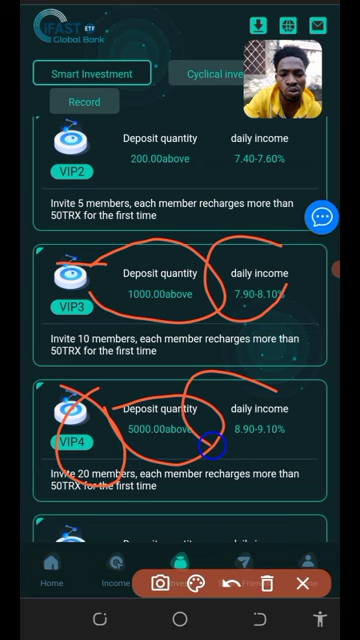 iFAST ETF
Global Bank
Smart Investment
Cyclical inve
Record
Deposit quantity
daily income
200.00above
7.40-7.60%
VIP2
Invite 5 members, each member recharges more than
50TRX for the first time
Deposit quantity
daily income
1000.00above
7.90-8.10%
VIP3
Invite 10 members, each member recharges more than
50TRX for the first time
Deposit quantity
daily income
5000.00above
8.90-9.10%
VIP4
Invite 20 members, each member recharges more than
50TRX for the first time
Home
Income